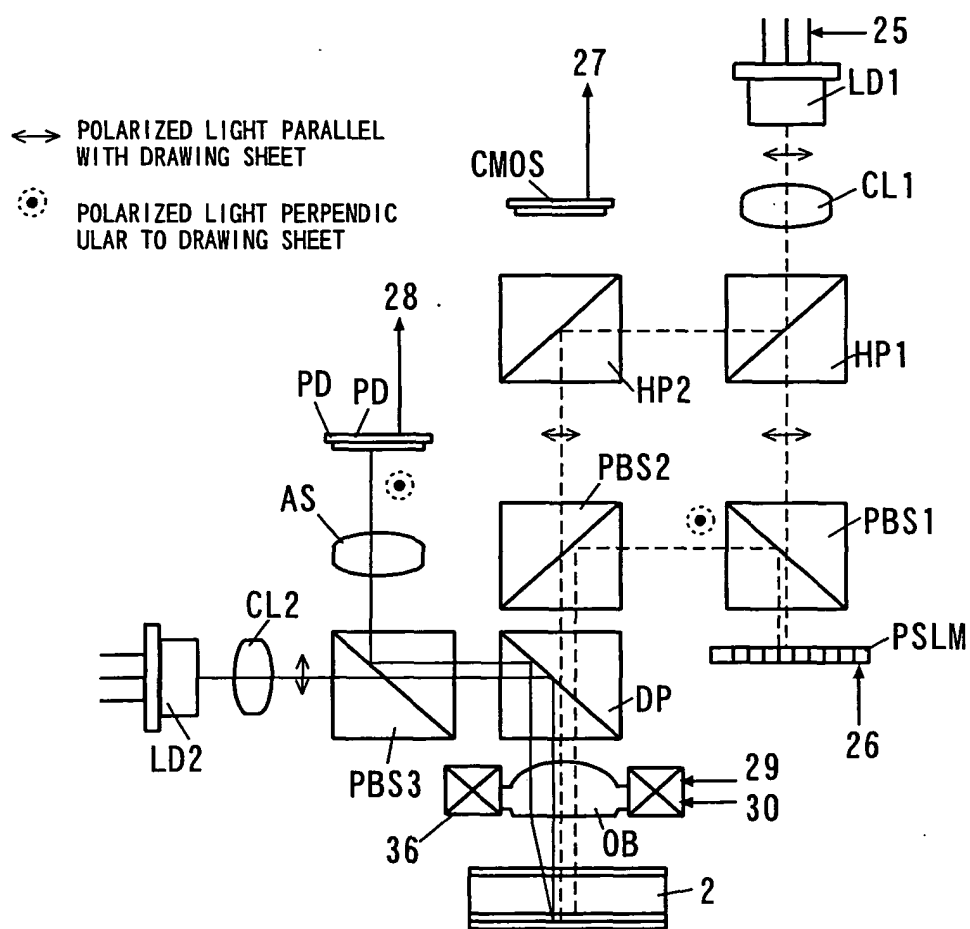 25
27
LD1
POLARIZED LIGHT PARALLEL
WITH DRAWING SHEET
CMOS
CL1
POLARIZED LIGHT PERPENDIC
ULAR TO DRAWING SHEET
28
HP1
HP2
PD
PD
PBS2
AS
PBS1
CL2
PSLM
DP
LD2
26
PBS3
29
30
36
OB
2